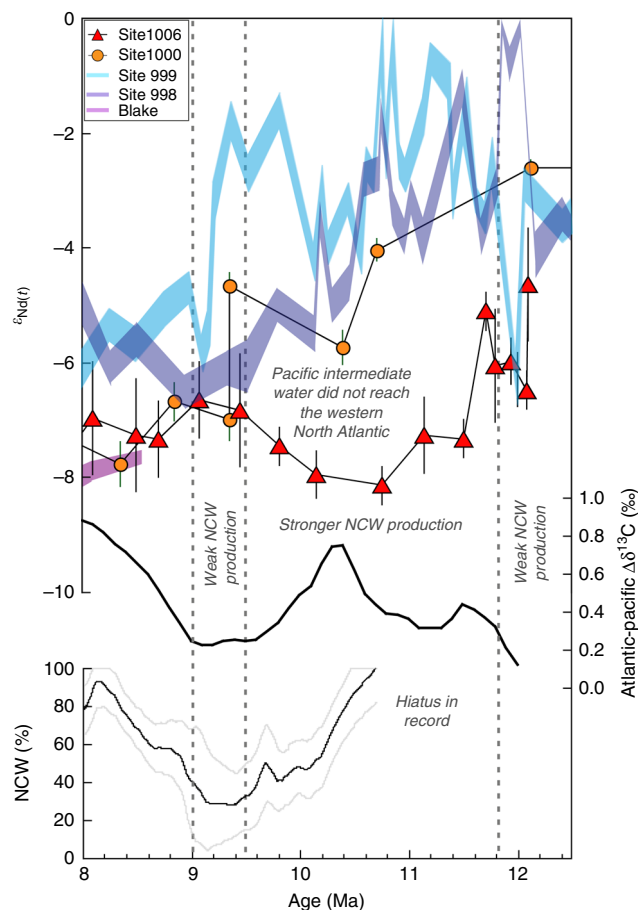 Site1006
Site1000
Site 999
Site 998
Blake
0
−2
−4
−6
−8
−10
εNd(t)
Pacific intermediate
water did not reach
the western
North Atlantic
Weak NCW
production
Stronger NCW production
Weak NCW
production
1.0
0.8
0.6
0.4
0.2
0.0
Atlantic-pacific Δδ¹³C (‰)
100
80
60
40
20
0
NCW (%)
Hiatus in
record
8
9
10
11
12
Age (Ma)